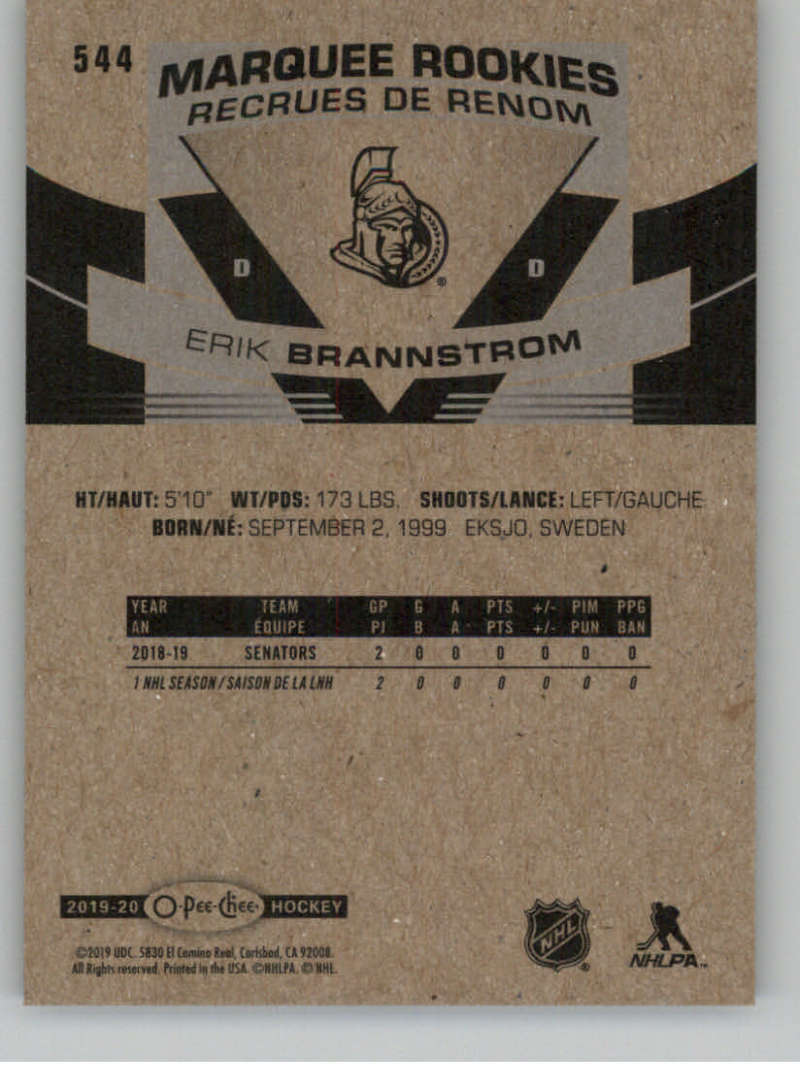 544
MARQUEE ROOKIES
RECRUES DE RENOM
D D
ERIK BRANNSTROM
HT/HAUT: 5'10" WT/PDS: 173 LBS. SHOOTS/LANCE: LEFT/GAUCHE
BORN/NÉ: SEPTEMBER 2, 1999 EKSJO, SWEDEN
YEAR TEAM GP G A PTS +/- PIM PPG
AN ÉQUIPE PJ B A PTS +/- PUN BAN
2018-19 SENATORS 2 0 0 0 0 0 0
1 NHL SEASON / SAISON DE LA LNH 2 0 0 0 0 0 0
2019-20 O-Pee-Chee HOCKEY
©2019 UDC. 5830 El Camino Real, Carlsbad, CA 92008.
All Rights reserved. Printed in the USA. ©NHLPA. © NHL.
NHL ®
NHLPA™